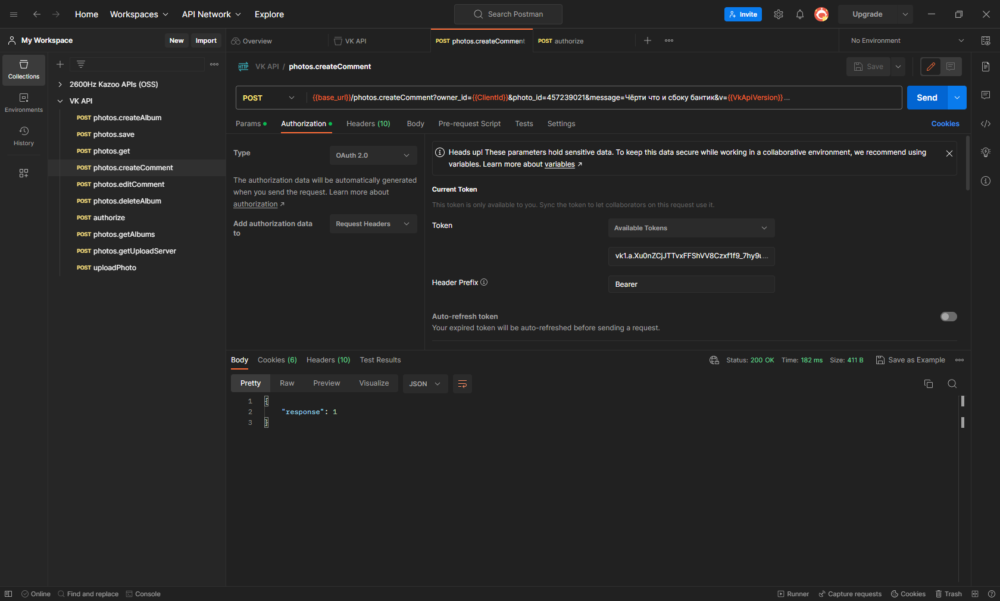 Home Workspaces API Network Explore Search Postman Invite Upgrade
My Workspace New Import Overview VK API POST photos.createComment POST authorize No Environment
Collections
Environments
History
2600Hz Kazoo APIs (OSS)
VK API
POST photos.createAlbum
POST photos.save
POST photos.get
POST photos.createComment
POST photos.editComment
POST photos.deleteAlbum
POST authorize
POST photos.getAlbums
POST photos.getUploadServer
POST uploadPhoto
HTTP VK API / photos.createComment Save
POST {{base_url}}/photos.createComment?owner_id={{ClientId}}&photo_id=457239021&message=Чёрти что и сбоку бантик&v={{VkApiVersion}}... Send
Params Authorization Headers (10) Body Pre-request Script Tests Settings Cookies
Type OAuth 2.0
The authorization data will be automatically generated
when you send the request. Learn more about
authorization ↗
Add authorization data
to
Request Headers
Heads up! These parameters hold sensitive data. To keep this data secure while working in a collaborative environment, we recommend using
variables. Learn more about variables ↗
Current Token
This token is only available to you. Sync the token to let collaborators on this request use it.
Token Available Tokens
vk1.a.Xu0nZCjJTTvxFFShVV8Czxf1f9_7hy9u...
Header Prefix Bearer
Auto-refresh token
Your expired token will be auto-refreshed before sending a request.
Body Cookies (6) Headers (10) Test Results Status: 200 OK Time: 182 ms Size: 411 B Save as Example
Pretty Raw Preview Visualize JSON
1 {
2 "response": 1
3 }
Online Find and replace Console Runner Capture requests Cookies Trash